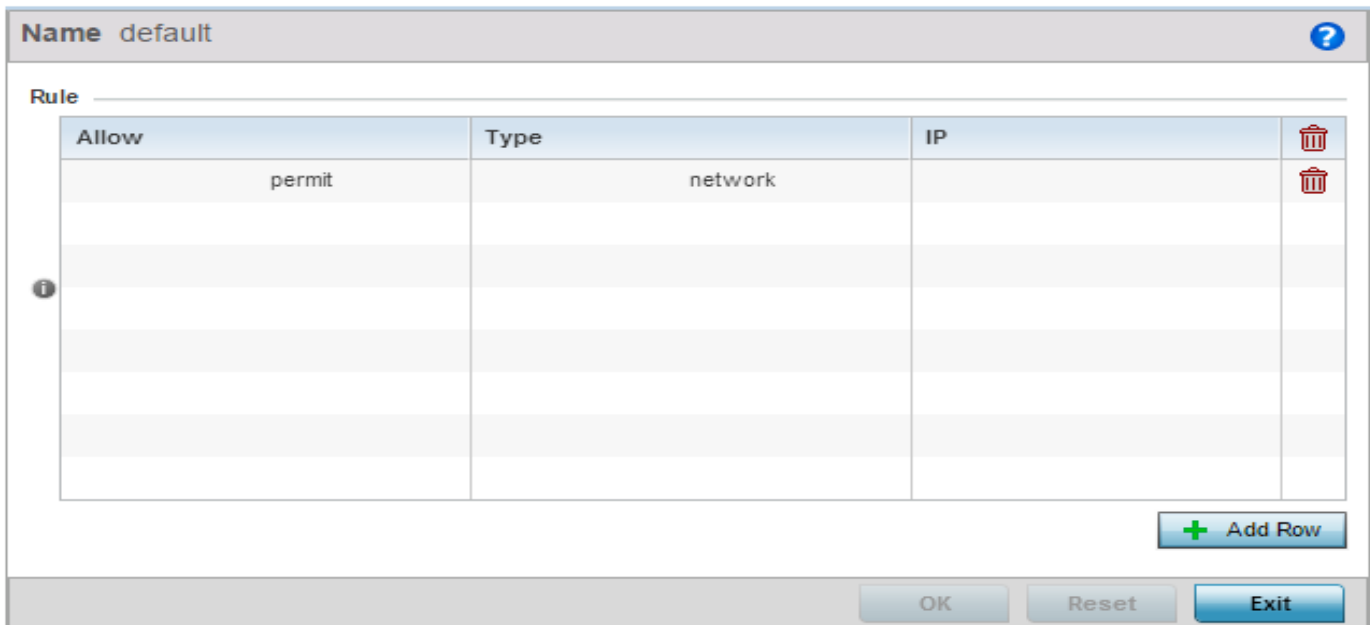 Name default
Rule
Allow Type IP
permit network
Add Row
OK Reset Exit